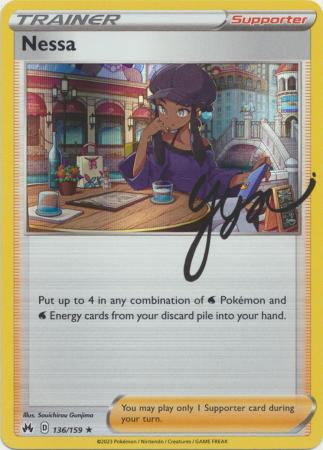 TRAINER Supporter
Nessa
Put up to 4 in any combination of Pokémon and
Energy cards from your discard pile into your hand.
Illus. Souichirou Gunjima
You may play only 1 Supporter card during your
turn.
D 136/159 ★
©2023 Pokémon / Nintendo / Creatures / GAME FREAK